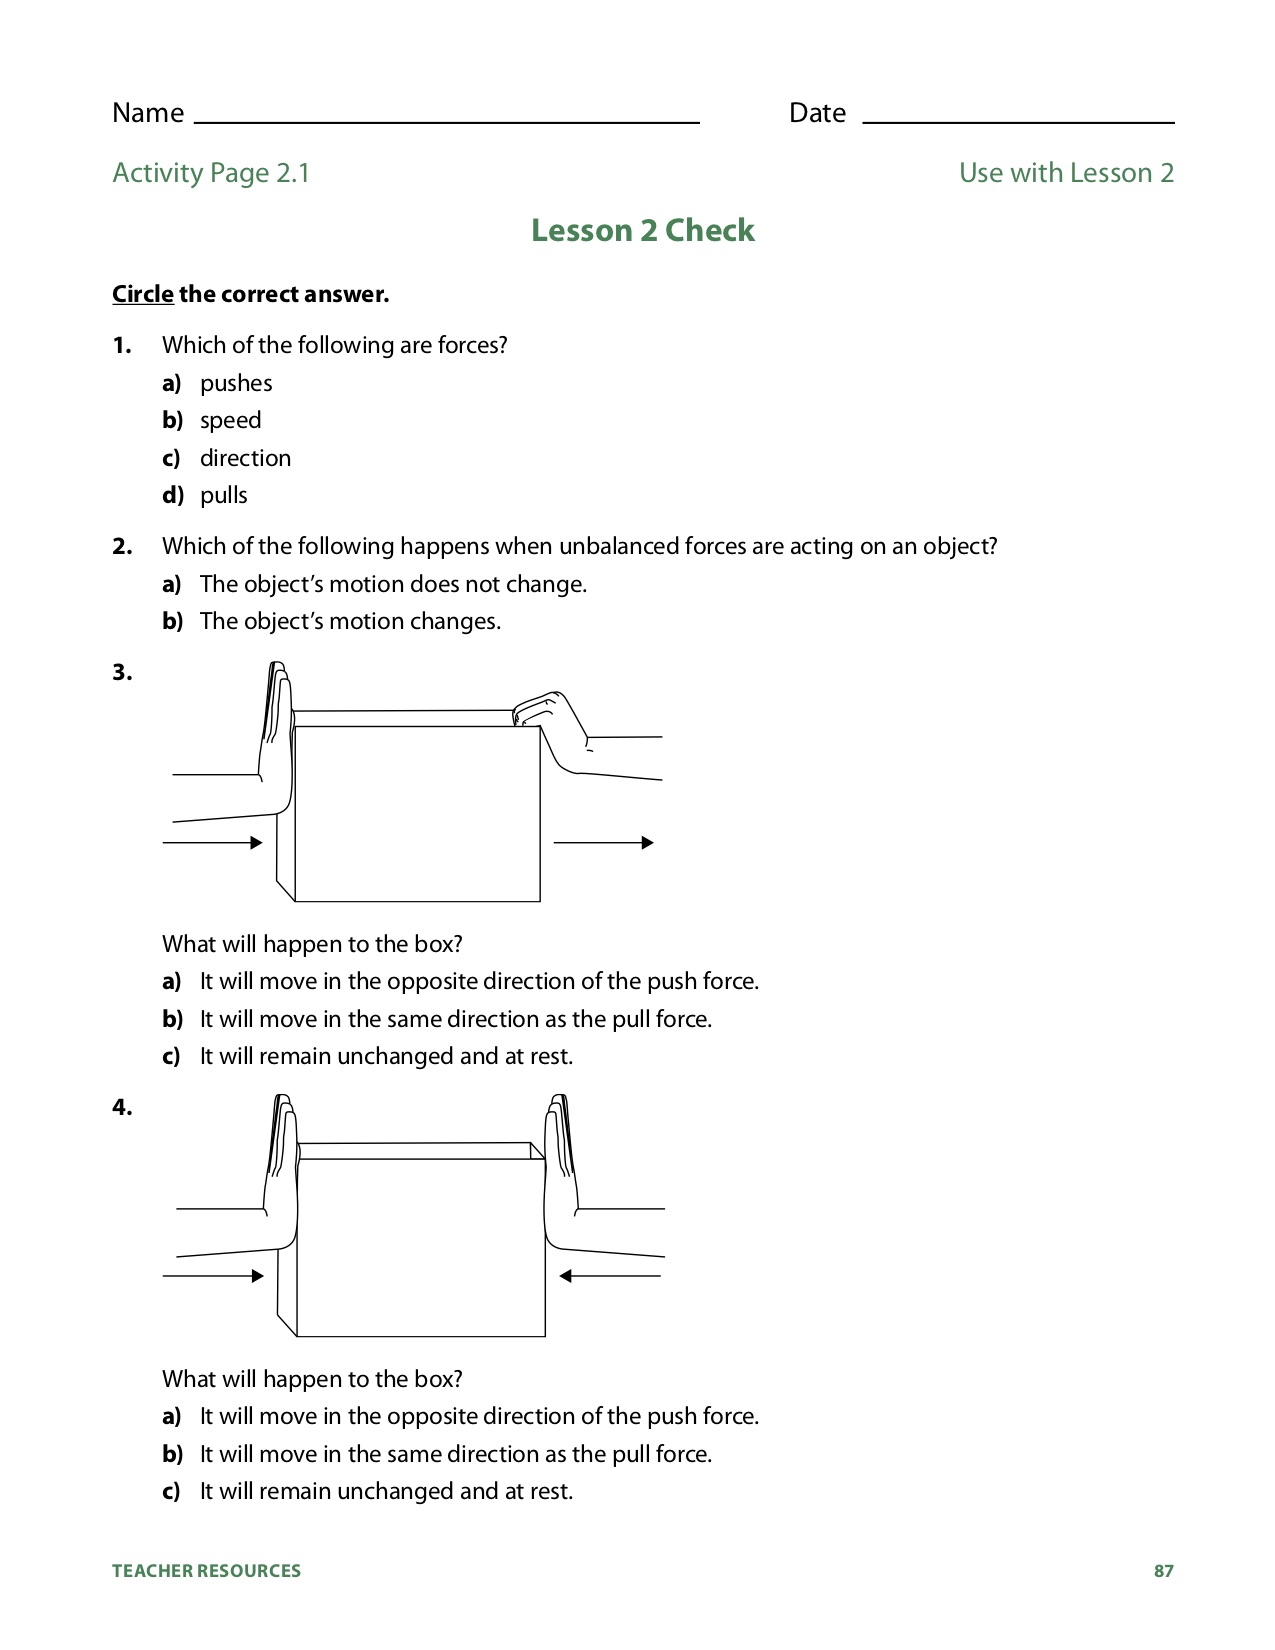 Name Date
Activity Page 2.1 Use with Lesson 2
Lesson 2 Check
Circle the correct answer.
1. Which of the following are forces?
a) pushes
b) speed
c) direction
d) pulls
2. Which of the following happens when unbalanced forces are acting on an object?
a) The object’s motion does not change.
b) The object’s motion changes.
3.
What will happen to the box?
a) It will move in the opposite direction of the push force.
b) It will move in the same direction as the pull force.
c) It will remain unchanged and at rest.
4.
What will happen to the box?
a) It will move in the opposite direction of the push force.
b) It will move in the same direction as the pull force.
c) It will remain unchanged and at rest.
TEACHER RESOURCES 87